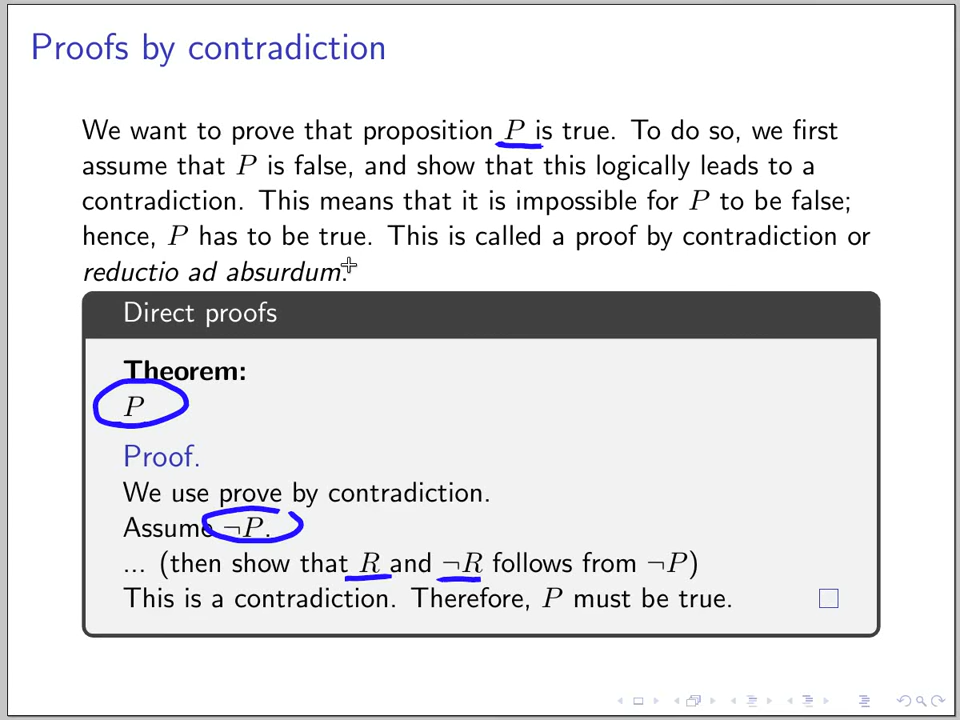 Proofs by contradiction
We want to prove that proposition P is true. To do so, we first
assume that P is false, and show that this logically leads to a
contradiction. This means that it is impossible for P to be false;
hence, P has to be true. This is called a proof by contradiction or
reductio ad absurdum.
Direct proofs
Theorem:
P
Proof.
We use prove by contradiction.
Assume ¬P.
... (then show that R and ¬R follows from ¬P)
This is a contradiction. Therefore, P must be true. □